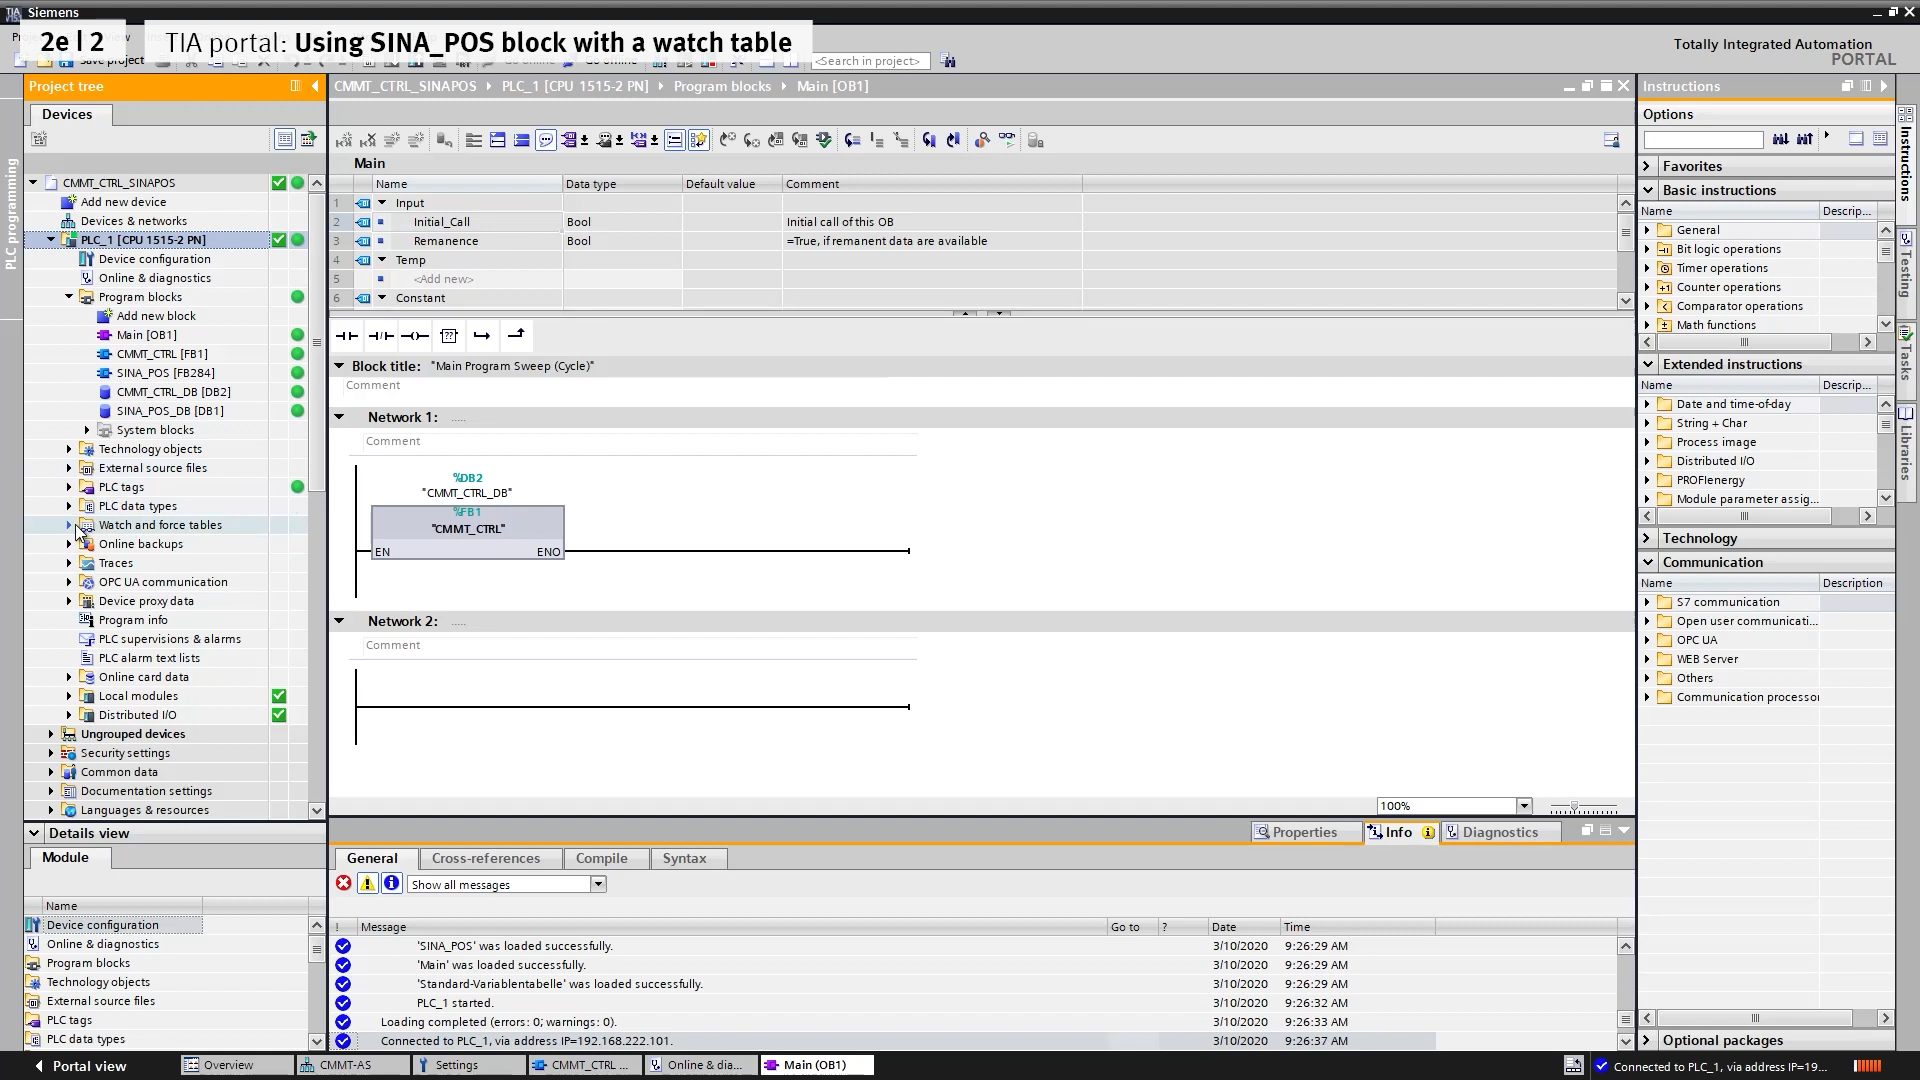 Siemens
2e | 2
TIA portal: Using SINA_POS block with a watch table
Save project
<Search in project>
Totally Integrated Automation
PORTAL
Project tree
Devices
PLC programming
CMMT_CTRL_SINAPOS
Add new device
Devices & networks
PLC_1 [CPU 1515-2 PN]
Device configuration
Online & diagnostics
Program blocks
Add new block
Main [OB1]
CMMT_CTRL [FB1]
SINA_POS [FB284]
CMMT_CTRL_DB [DB2]
SINA_POS_DB [DB1]
System blocks
Technology objects
External source files
PLC tags
PLC data types
Watch and force tables
Online backups
Traces
OPC UA communication
Device proxy data
Program info
PLC supervisions & alarms
PLC alarm text lists
Online card data
Local modules
Distributed I/O
Ungrouped devices
Security settings
Common data
Documentation settings
Languages & resources
Details view
Module
Name
Device configuration
Online & diagnostics
Program blocks
Technology objects
External source files
PLC tags
PLC data types
CMMT_CTRL_SINAPOS PLC_1 [CPU 1515-2 PN] Program blocks Main [OB1]
Main
Name Data type Default value Comment
1 Input
2 Initial_Call Bool Initial call of this OB
3 Remanence Bool =True, if remanent data are available
4 Temp
5 <Add new>
6 Constant
Block title: "Main Program Sweep (Cycle)"
Comment
Network 1: .....
Comment
%DB2
"CMMT_CTRL_DB"
%FB1
"CMMT_CTRL"
EN ENO
Network 2: .....
Comment
100%
Properties Info Diagnostics
General Cross-references Compile Syntax
Show all messages
! Message Go to ? Date Time
'SINA_POS' was loaded successfully. 3/10/2020 9:26:29 AM
'Main' was loaded successfully. 3/10/2020 9:26:29 AM
'Standard-Variablentabelle' was loaded successfully. 3/10/2020 9:26:29 AM
PLC_1 started. 3/10/2020 9:26:32 AM
Loading completed (errors: 0; warnings: 0). 3/10/2020 9:26:33 AM
Connected to PLC_1, via address IP=192.168.222.101. 3/10/2020 9:26:37 AM
Instructions
Options
Favorites
Basic instructions
Name Descrip...
General
Bit logic operations
Timer operations
Counter operations
Comparator operations
Math functions
Extended instructions
Name Descrip...
Date and time-of-day
String + Char
Process image
Distributed I/O
PROFIenergy
Module parameter assig...
Technology
Communication
Name Description
S7 communication
Open user communicati...
OPC UA
WEB Server
Others
Communication processor
Optional packages
Instructions
Testing
Tasks
Libraries
Portal view
Overview
CMMT-AS
Settings
CMMT_CTRL ...
Online & dia...
Main (OB1)
Connected to PLC_1, via address IP=19...